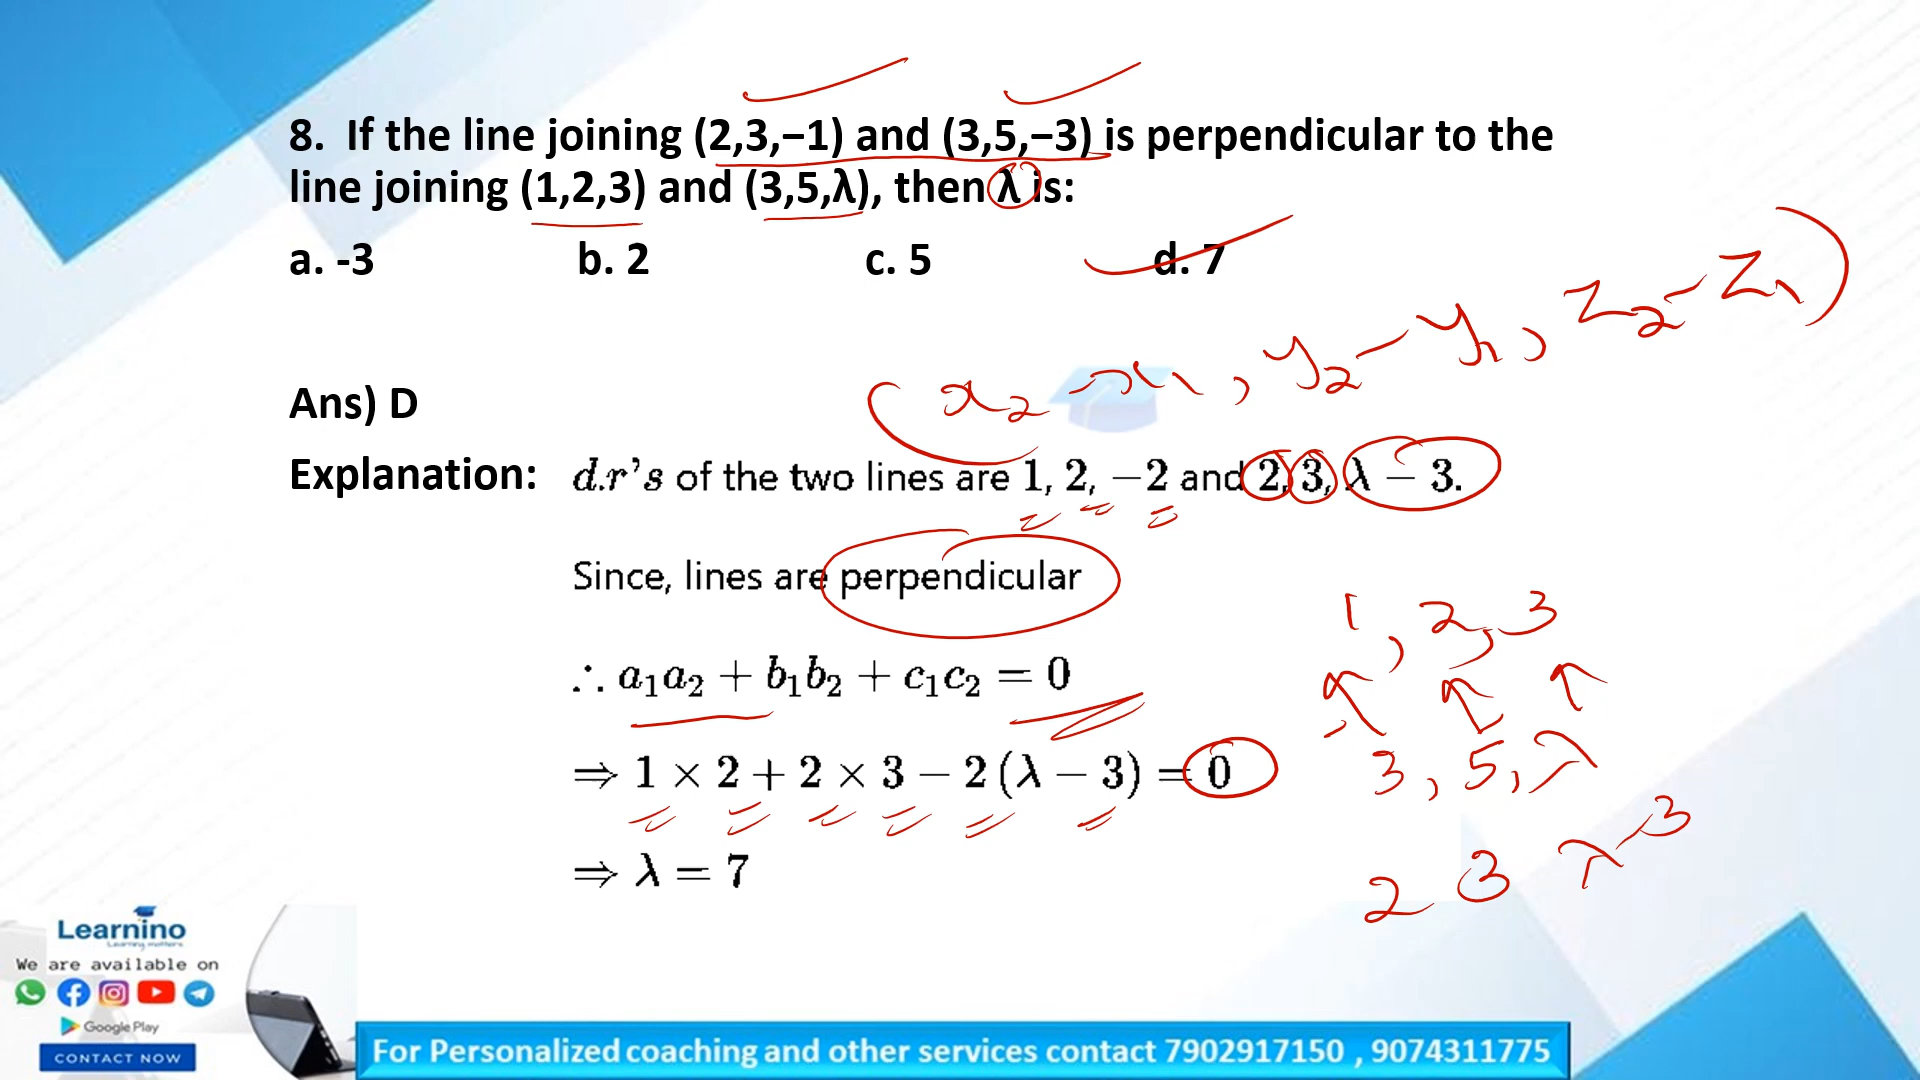 8. If the line joining (2,3,−1) and (3,5,−3) is perpendicular to the
line joining (1,2,3) and (3,5,λ), then λ is:
a. -3 b. 2 c. 5 d. 7
(x₂ - x₁, y₂ - y₁, z₂ - z₁)
Ans) D
Explanation: d.r's of the two lines are 1, 2, −2 and 2, 3, λ − 3.
Since, lines are perpendicular
1, 2, 3
∴ a₁a₂ + b₁b₂ + c₁c₂ = 0
⇒ 1 × 2 + 2 × 3 − 2 (λ − 3) = 0
3, 5, λ
⇒ λ = 7
2 3 λ-3
Learnino
Learning matters
We are available on
Google Play
CONTACT NOW
For Personalized coaching and other services contact 7902917150 , 9074311775